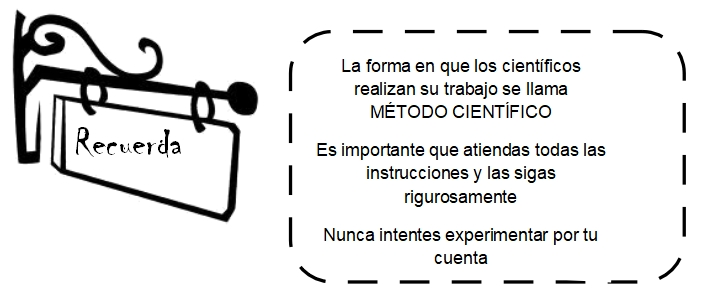 Recuerda
La forma en que los científicos
realizan su trabajo se llama
MÉTODO CIENTÍFICO
Es importante que atiendas todas las
instrucciones y las sigas
rigurosamente
Nunca intentes experimentar por tu
cuenta